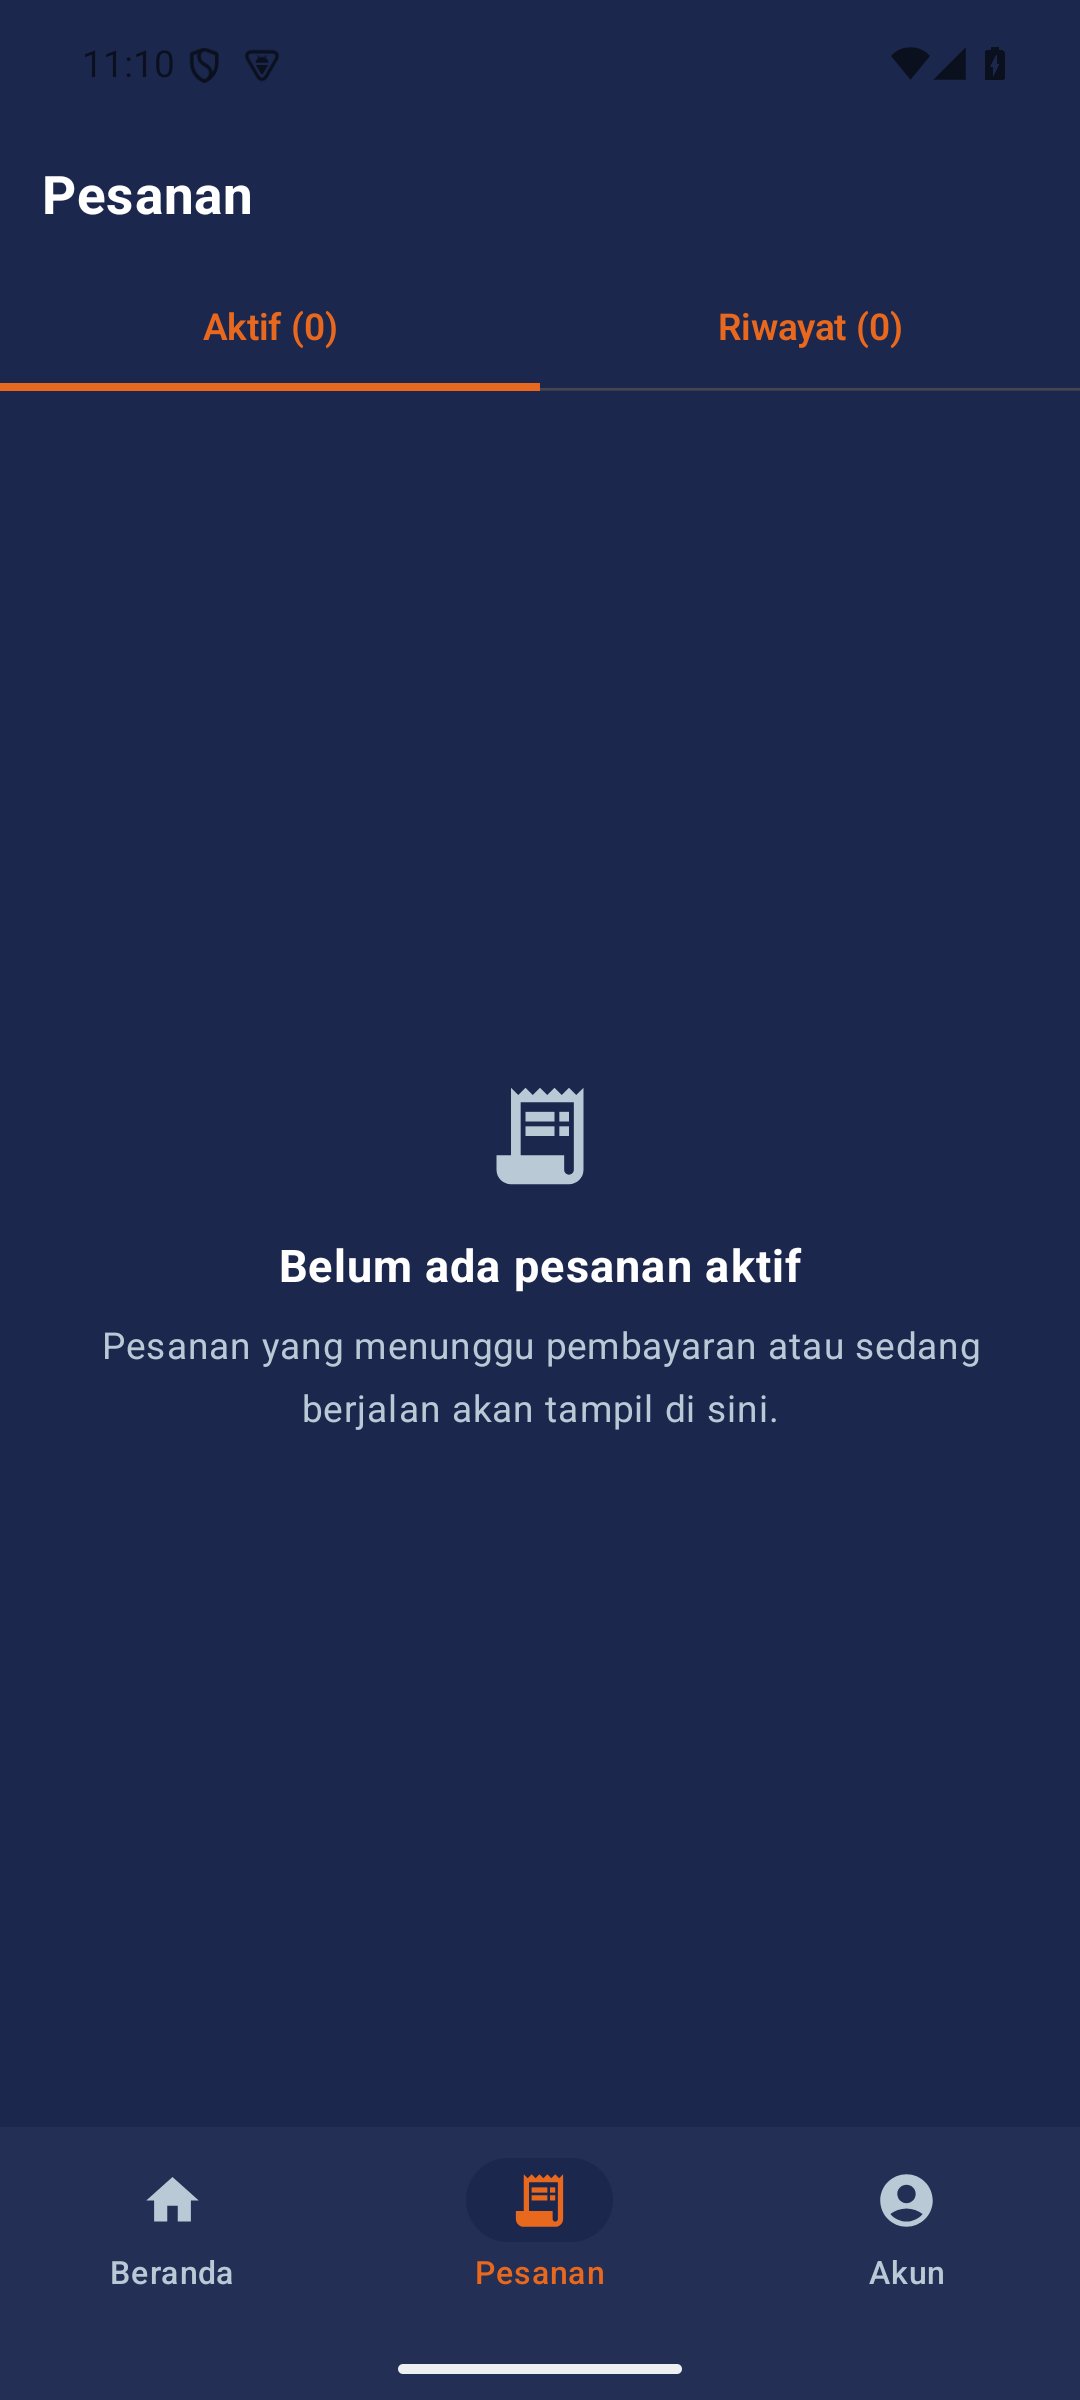 11:10
Pesanan
Aktif (0)
Riwayat (0)
Belum ada pesanan aktif
Pesanan yang menunggu pembayaran atau sedang
berjalan akan tampil di sini.
Beranda
Pesanan
Akun